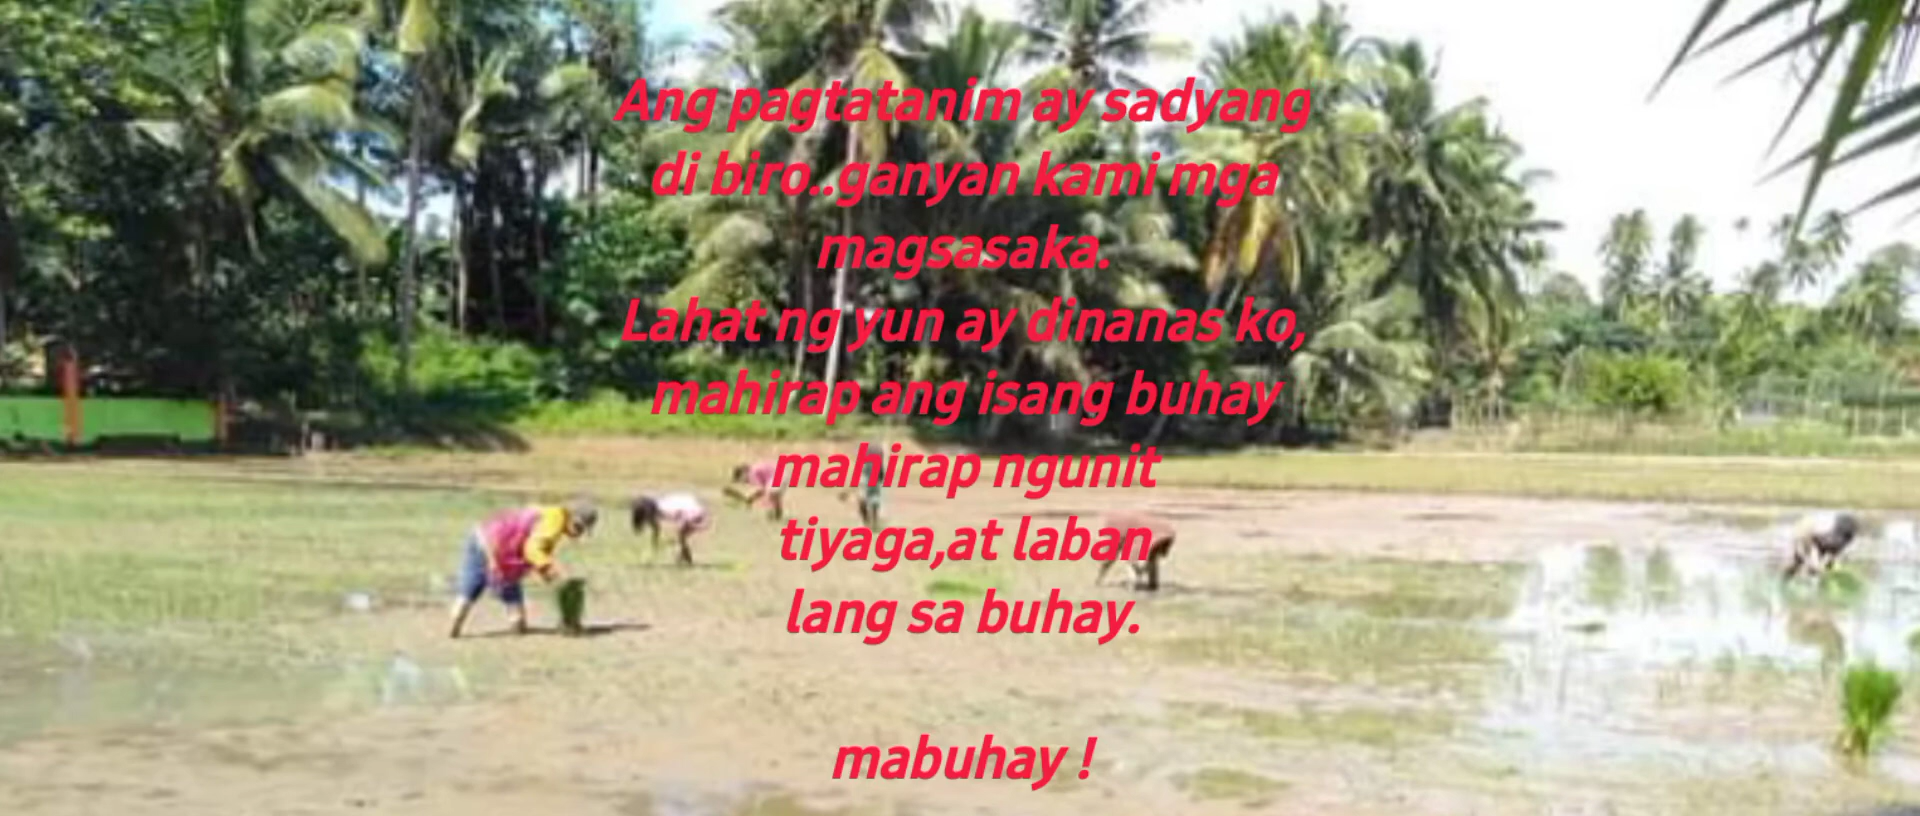 Ang pagtatanim ay sadyang
di biro..ganyan kami mga
magsasaka.
Lahat ng yun ay dinanas ko,
mahirap ang isang buhay
mahirap ngunit
tiyaga,at laban
lang sa buhay.
mabuhay !